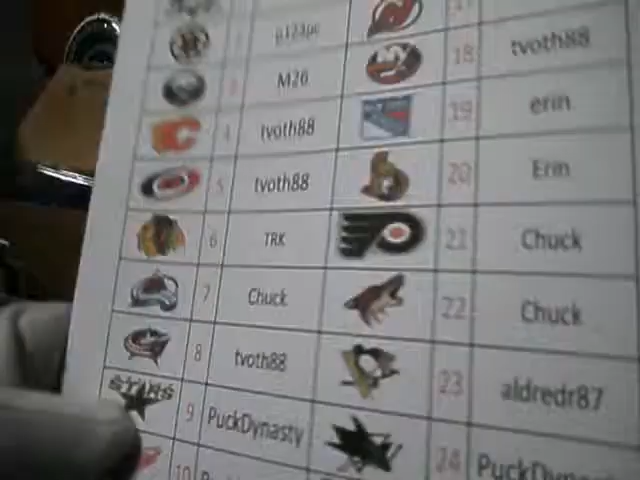 M26
18 tvoth88
4 tvoth88
19 erin
5 tvoth88
20 Erin
6 TRK
21 Chuck
7 Chuck
22 Chuck
8 tvoth88
23 aldredr87
STARS
9 PuckDynasty
24
10